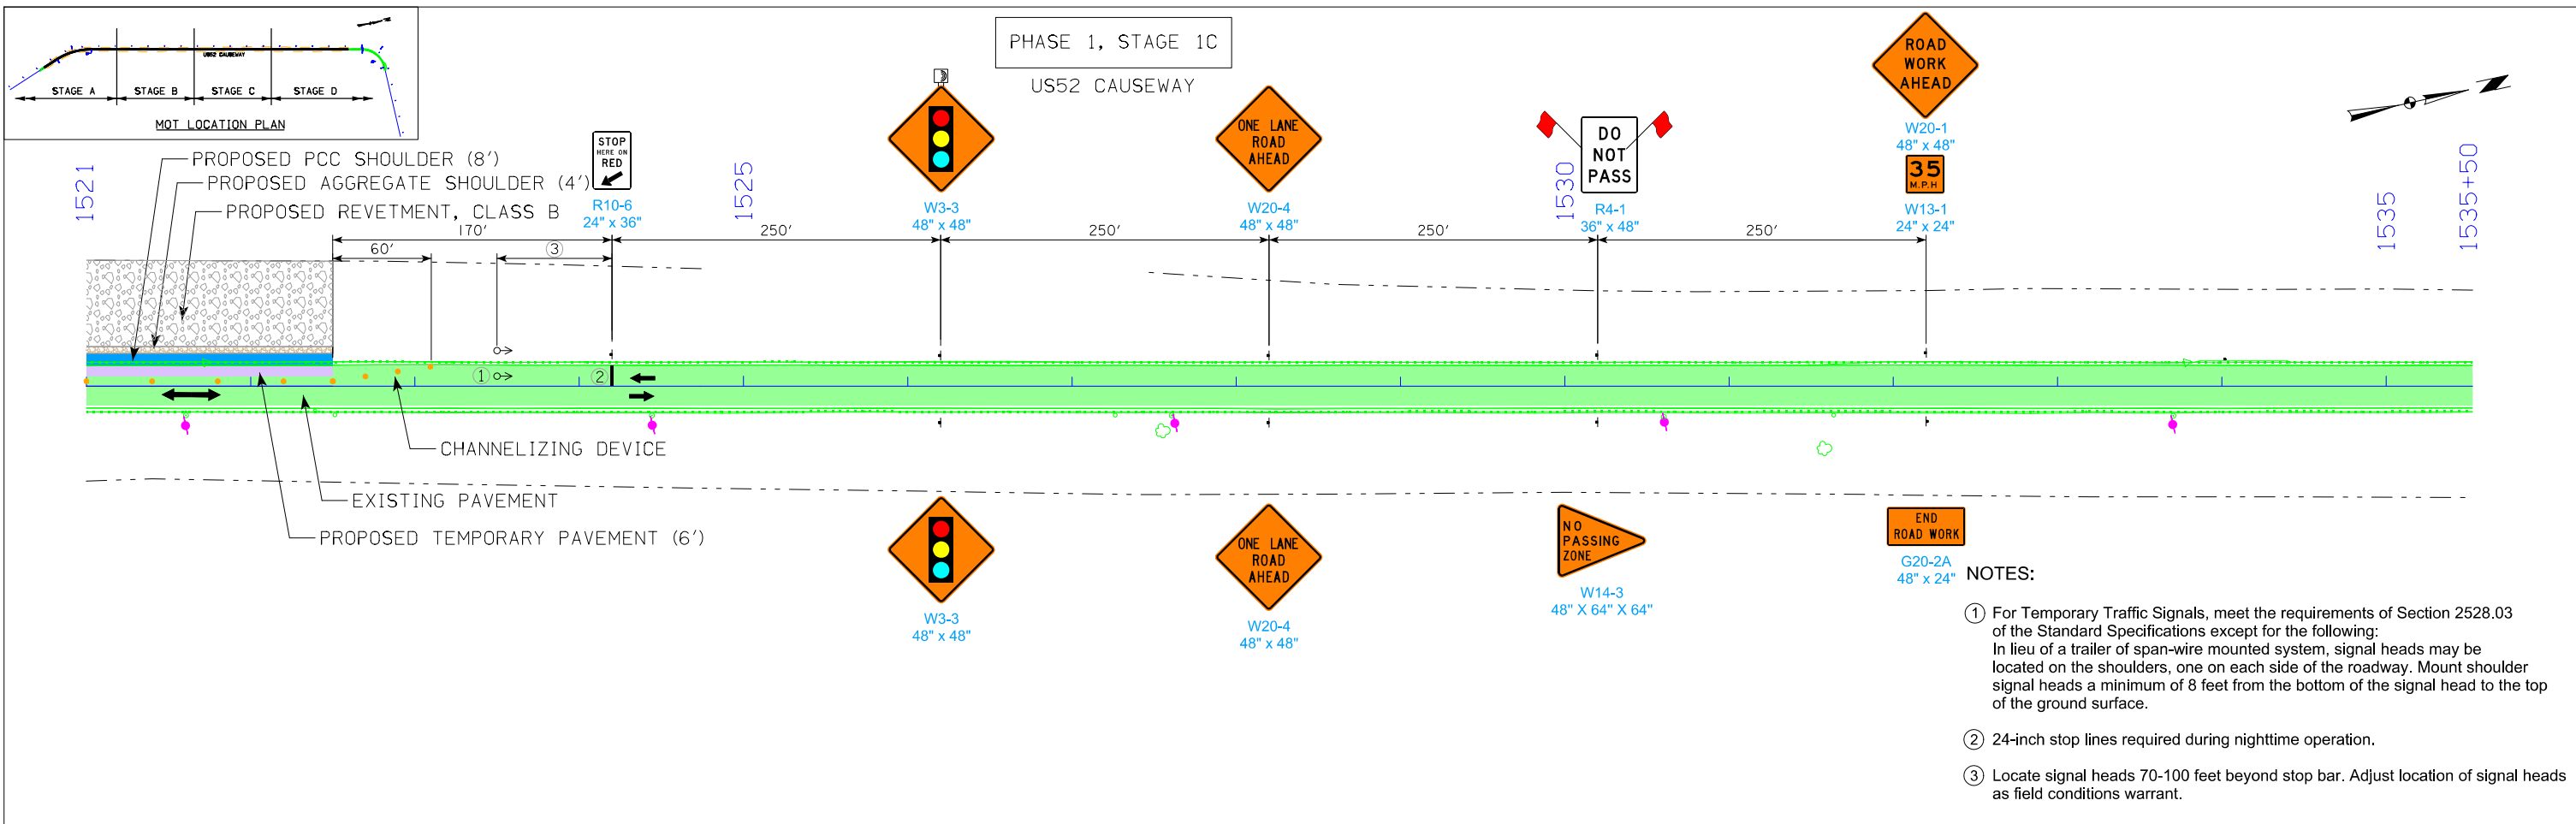 US52 CAUSEWAY
STAGE A
STAGE B
STAGE C
STAGE D
MOT LOCATION PLAN
PHASE 1, STAGE 1C
US52 CAUSEWAY
PROPOSED PCC SHOULDER (8')
PROPOSED AGGREGATE SHOULDER (4')
PROPOSED REVETMENT, CLASS B
1521
1525
1530
1535
1535+50
STOP
HERE ON
RED
R10-6
24" x 36"
W3-3
48" x 48"
ONE LANE
ROAD
AHEAD
W20-4
48" x 48"
DO
NOT
PASS
R4-1
36" x 48"
ROAD
WORK
AHEAD
W20-1
48" x 48"
35
M.P.H
W13-1
24" x 24"
170'
250'
250'
250'
250'
60'
③
①
②
CHANNELIZING DEVICE
EXISTING PAVEMENT
PROPOSED TEMPORARY PAVEMENT (6')
W3-3
48" x 48"
ONE LANE
ROAD
AHEAD
W20-4
48" x 48"
NO
PASSING
ZONE
W14-3
48" X 64" X 64"
END
ROAD WORK
G20-2A
48" x 24"
NOTES:
① For Temporary Traffic Signals, meet the requirements of Section 2528.03
of the Standard Specifications except for the following:
In lieu of a trailer of span-wire mounted system, signal heads may be
located on the shoulders, one on each side of the roadway. Mount shoulder
signal heads a minimum of 8 feet from the bottom of the signal head to the top
of the ground surface.
② 24-inch stop lines required during nighttime operation.
③ Locate signal heads 70-100 feet beyond stop bar. Adjust location of signal heads
as field conditions warrant.